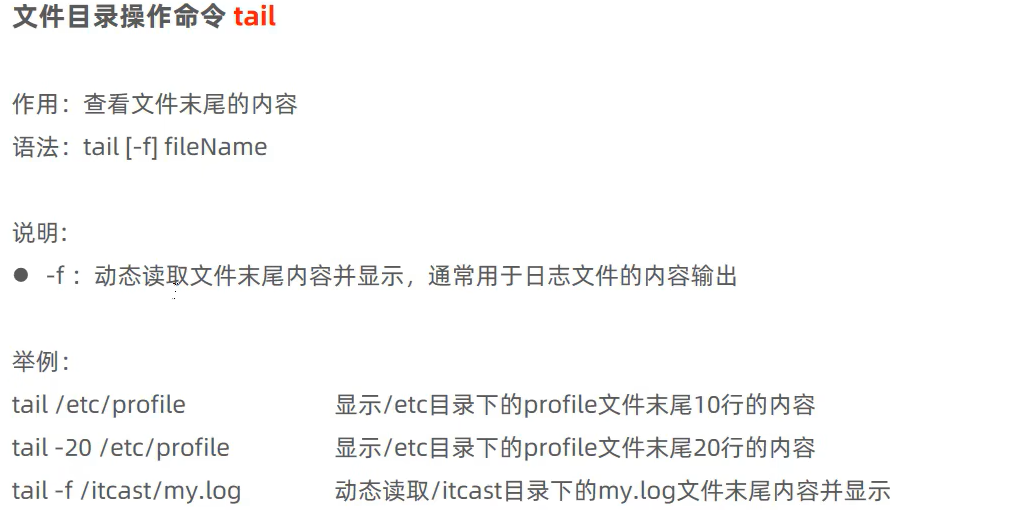 文件目录操作命令 tail
作用：查看文件末尾的内容
语法：tail [-f] fileName
说明：
● -f ：动态读取文件末尾内容并显示，通常用于日志文件的内容输出
举例：
tail /etc/profile 显示/etc目录下的profile文件末尾10行的内容
tail -20 /etc/profile 显示/etc目录下的profile文件末尾20行的内容
tail -f /itcast/my.log 动态读取/itcast目录下的my.log文件末尾内容并显示